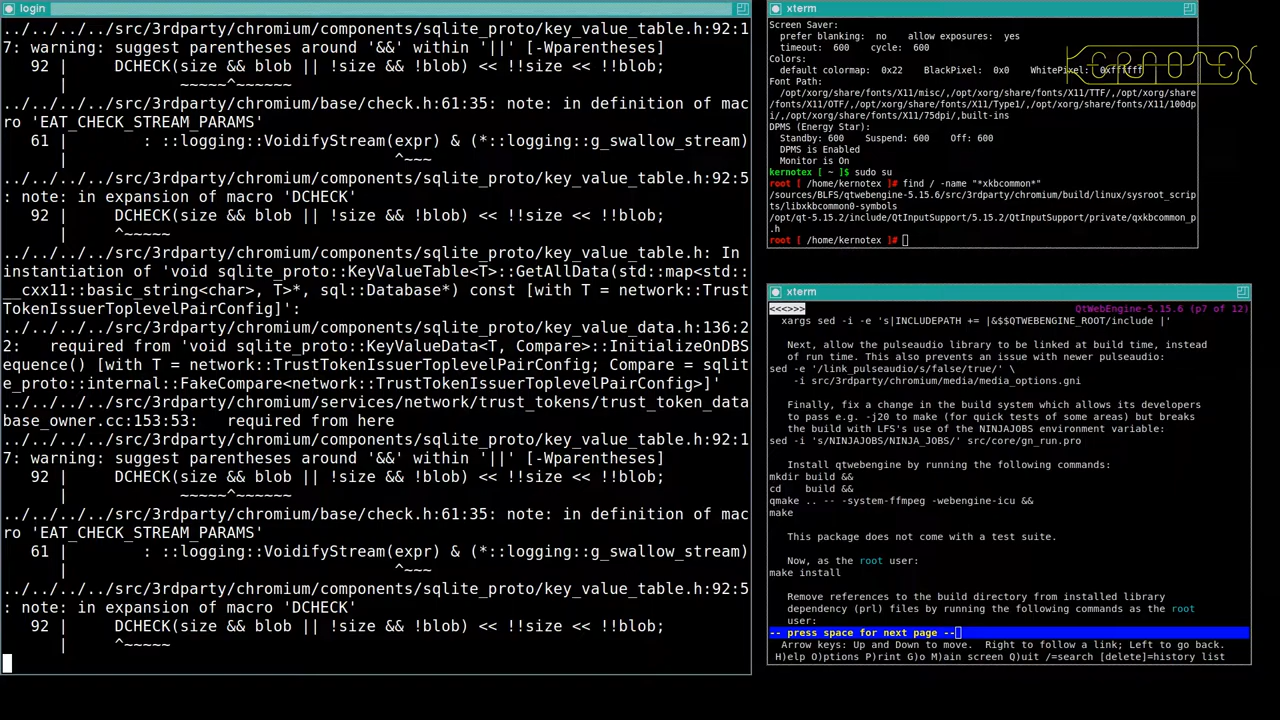 login
../../../../src/3rdparty/chromium/components/sqlite_proto/key_value_table.h:92:1
7: warning: suggest parentheses around '&&' within '||' [-Wparentheses]
92 |      DCHECK(size && blob || !size && !blob) << !!size << !!blob;
   |             ~~~~~^~~~~~~
../../../../src/3rdparty/chromium/base/check.h:61:35: note: in definition of mac
ro 'EAT_CHECK_STREAM_PARAMS'
61 |         : ::logging::VoidifyStream(expr) & (*::logging::g_swallow_stream)
   |                                    ^~~~
../../../../src/3rdparty/chromium/components/sqlite_proto/key_value_table.h:92:5
: note: in expansion of macro 'DCHECK'
92 |      DCHECK(size && blob || !size && !blob) << !!size << !!blob;
   |      ^~~~~~
../../../../src/3rdparty/chromium/components/sqlite_proto/key_value_table.h: In
instantiation of 'void sqlite_proto::KeyValueTable<T>::GetAllData(std::map<std::
__cxx11::basic_string<char>, T>*, sql::Database*) const [with T = network::Trust
TokenIssuerToplevelPairConfig]':
../../../../src/3rdparty/chromium/components/sqlite_proto/key_value_data.h:136:2
2:   required from 'void sqlite_proto::KeyValueData<T, Compare>::InitializeOnDBS
equence() [with T = network::TrustTokenIssuerToplevelPairConfig; Compare = sqlit
e_proto::internal::FakeCompare<network::TrustTokenIssuerToplevelPairConfig>]'
../../../../src/3rdparty/chromium/services/network/trust_tokens/trust_token_data
base_owner.cc:153:53:   required from here
../../../../src/3rdparty/chromium/components/sqlite_proto/key_value_table.h:92:1
7: warning: suggest parentheses around '&&' within '||' [-Wparentheses]
92 |      DCHECK(size && blob || !size && !blob) << !!size << !!blob;
   |             ~~~~~^~~~~~~
../../../../src/3rdparty/chromium/base/check.h:61:35: note: in definition of mac
ro 'EAT_CHECK_STREAM_PARAMS'
61 |         : ::logging::VoidifyStream(expr) & (*::logging::g_swallow_stream)
   |                                    ^~~~
../../../../src/3rdparty/chromium/components/sqlite_proto/key_value_table.h:92:5
: note: in expansion of macro 'DCHECK'
92 |      DCHECK(size && blob || !size && !blob) << !!size << !!blob;
   |      ^~~~~~
xterm
Screen Saver:
prefer blanking:  no    allow exposures:  yes
timeout:  600    cycle:  600
Colors:
default colormap:  0x22    BlackPixel:  0x0    WhitePixel:  0xffffff
Font Path:
/opt/xorg/share/fonts/X11/misc/,/opt/xorg/share/fonts/X11/TTF/,/opt/xorg/share
/fonts/X11/OTF/,/opt/xorg/share/fonts/X11/Type1/,/opt/xorg/share/fonts/X11/100dp
i/,/opt/xorg/share/fonts/X11/75dpi/,built-ins
DPMS (Energy Star):
Standby: 600    Suspend: 600    Off: 600
DPMS is Enabled
Monitor is On
kernotex [ ~ ]$ sudo su
root [ /home/kernotex ]# find / -name "*xkbcommon*"
/sources/BLFS/qtwebengine-5.15.6/src/3rdparty/chromium/build/linux/sysroot_scrip
ts/libxkbcommon0-symbols
/opt/qt-5.15.2/include/QtInputSupport/5.15.2/QtInputSupport/private/qxkbcommon_p
.h
root [ /home/kernotex ]#
KERNOTEX
xterm
<<<>>>                                   QtWebEngine-5.15.6 (p7 of 12)
xargs sed -i -e 's|INCLUDEPATH += |&$$QTWEBENGINE_ROOT/include |'
Next, allow the pulseaudio library to be linked at build time, instead
of run time. This also prevents an issue with newer pulseaudio:
sed -e '/link_pulseaudio/s/false/true/' \
-i src/3rdparty/chromium/media/media_options.gni
Finally, fix a change in the build system which allows its developers
to pass e.g. -j20 to make (for quick tests of some areas) but breaks
the build with LFS's use of the NINJAJOBS environment variable:
sed -i 's/NINJAJOBS/NINJA_JOBS/' src/core/gn_run.pro
Install qtwebengine by running the following commands:
mkdir build &&
cd    build &&
qmake .. -- -system-ffmpeg -webengine-icu &&
make
This package does not come with a test suite.
Now, as the root user:
make install
Remove references to the build directory from installed library
dependency (prl) files by running the following commands as the root
user:
-- press space for next page --
Arrow keys: Up and Down to move.  Right to follow a link; Left to go back.
H)elp O)ptions P)rint G)o M)ain screen Q)uit /=search [delete]=history list